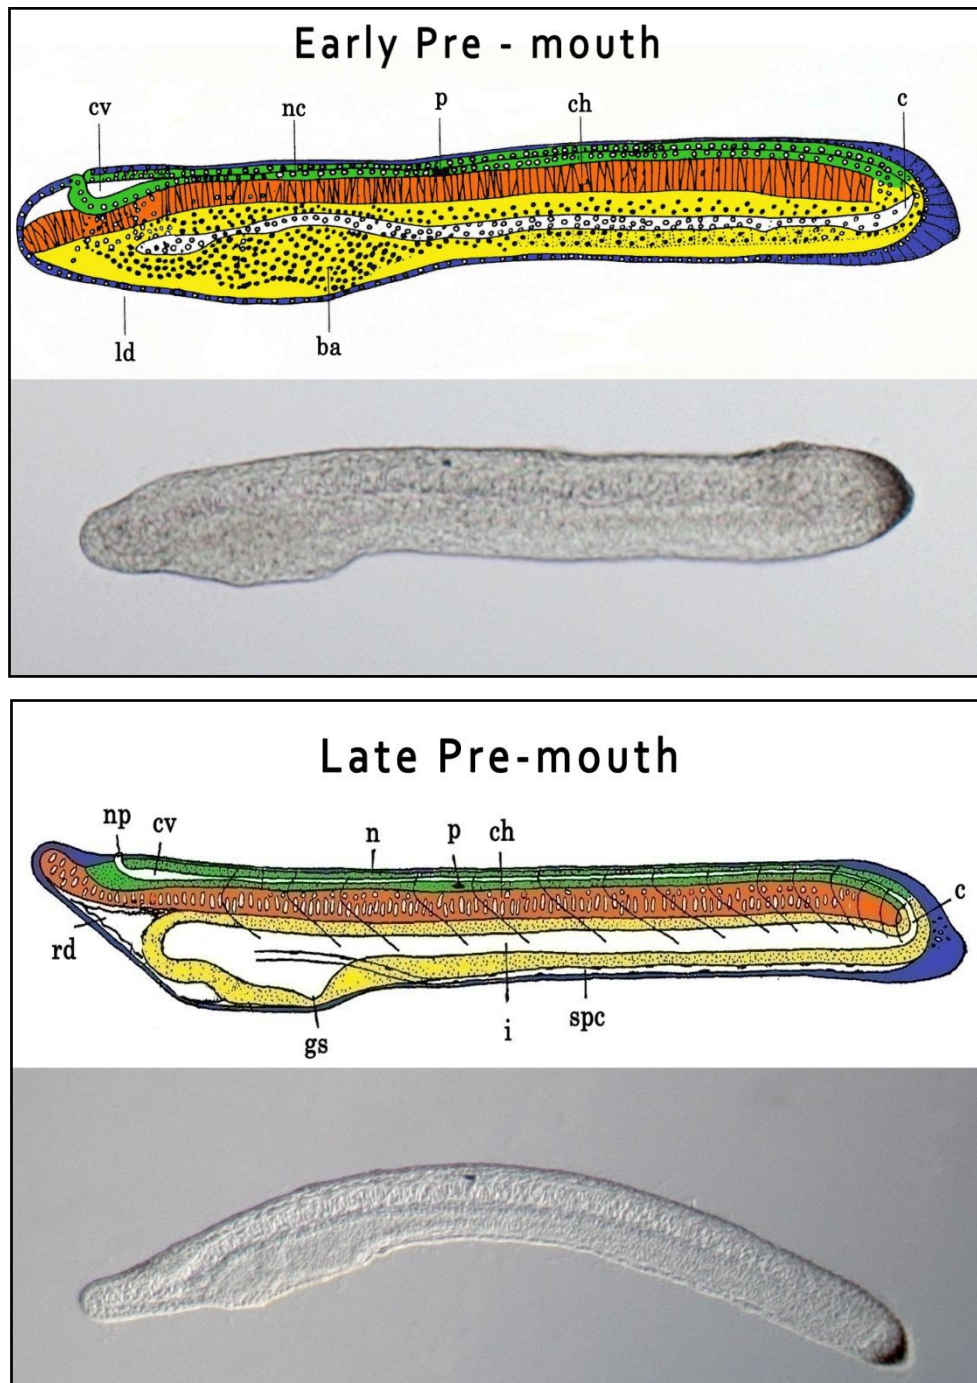 Early Pre - mouth
cv nc p ch c
ld ba
Late Pre-mouth
np cv n p ch
c
rd
gs i spc